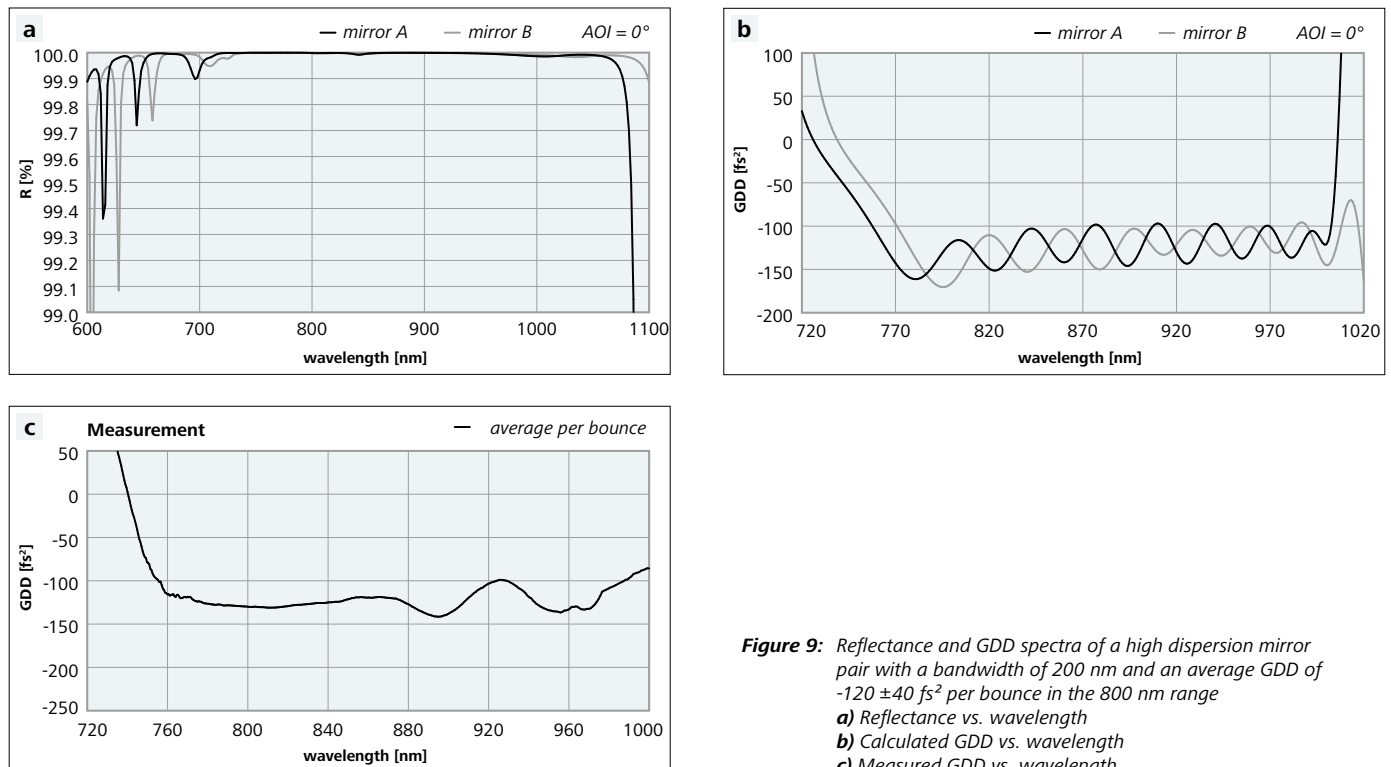 a
mirror A mirror B AOI = 0°
R [%]
100.0
99.9
99.8
99.7
99.6
99.5
99.4
99.3
99.2
99.1
99.0
600 700 800 900 1000 1100
wavelength [nm]
b
mirror A mirror B AOI = 0°
GDD [fs²]
100
50
0
-50
-100
-150
-200
720 770 820 870 920 970 1020
wavelength [nm]
c Measurement average per bounce
GDD [fs²]
50
0
-50
-100
-150
-200
-250
720 760 800 840 880 920 960 1000
wavelength [nm]
Figure 9: Reflectance and GDD spectra of a high dispersion mirror
pair with a bandwidth of 200 nm and an average GDD of
-120 ±40 fs² per bounce in the 800 nm range
a) Reflectance vs. wavelength
b) Calculated GDD vs. wavelength
c) Measured GDD vs. wavelength